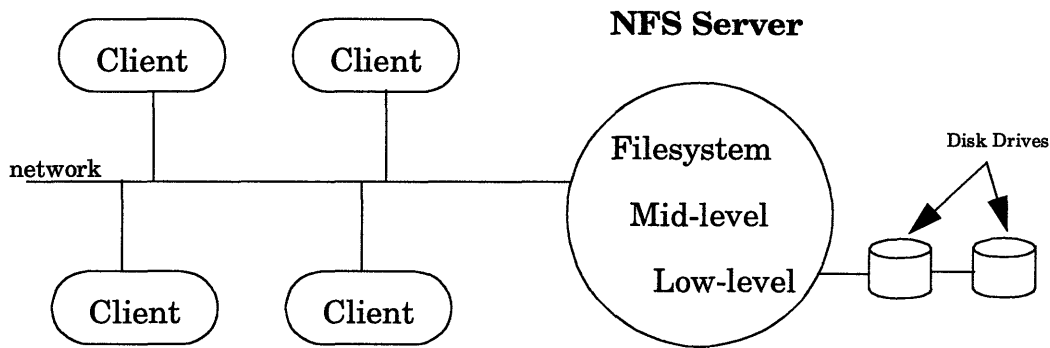 NFS Server
Client
Client
Filesystem
Disk Drives
network
Mid-level
Low-level
Client
Client